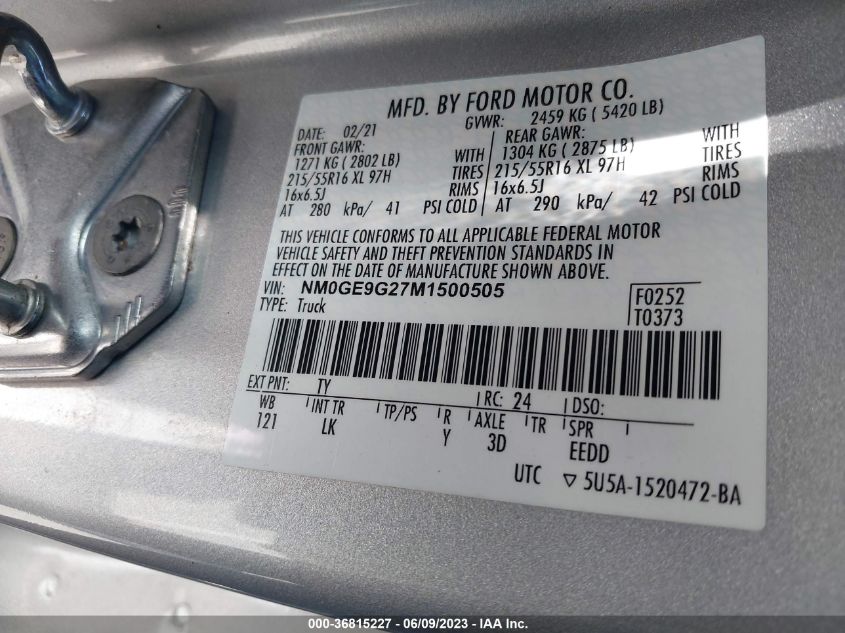 MFD. BY FORD MOTOR CO.
DATE: 02/21 GVWR: 2459 KG ( 5420 LB)
FRONT GAWR: REAR GAWR: WITH
1271 KG ( 2802 LB) WITH 1304 KG ( 2875 LB) TIRES
215/55R16 XL 97H TIRES 215/55R16 XL 97H RIMS
16x6.5J RIMS 16x6.5J
AT 280 kPa/ 41 PSI COLD AT 290 kPa/ 42 PSI COLD
THIS VEHICLE CONFORMS TO ALL APPLICABLE FEDERAL MOTOR
VEHICLE SAFETY AND THEFT PREVENTION STANDARDS IN
EFFECT ON THE DATE OF MANUFACTURE SHOWN ABOVE.
VIN: NM0GE9G27M1500505 F0252
TYPE: Truck T0373
EXT PNT: TY RC: 24 DSO:
WB INT TR TP/PS R AXLE TR SPR
121 LK Y 3D EEDD
UTC ▽ 5U5A-1520472-BA
000-36815227 - 06/09/2023 - IAA Inc.